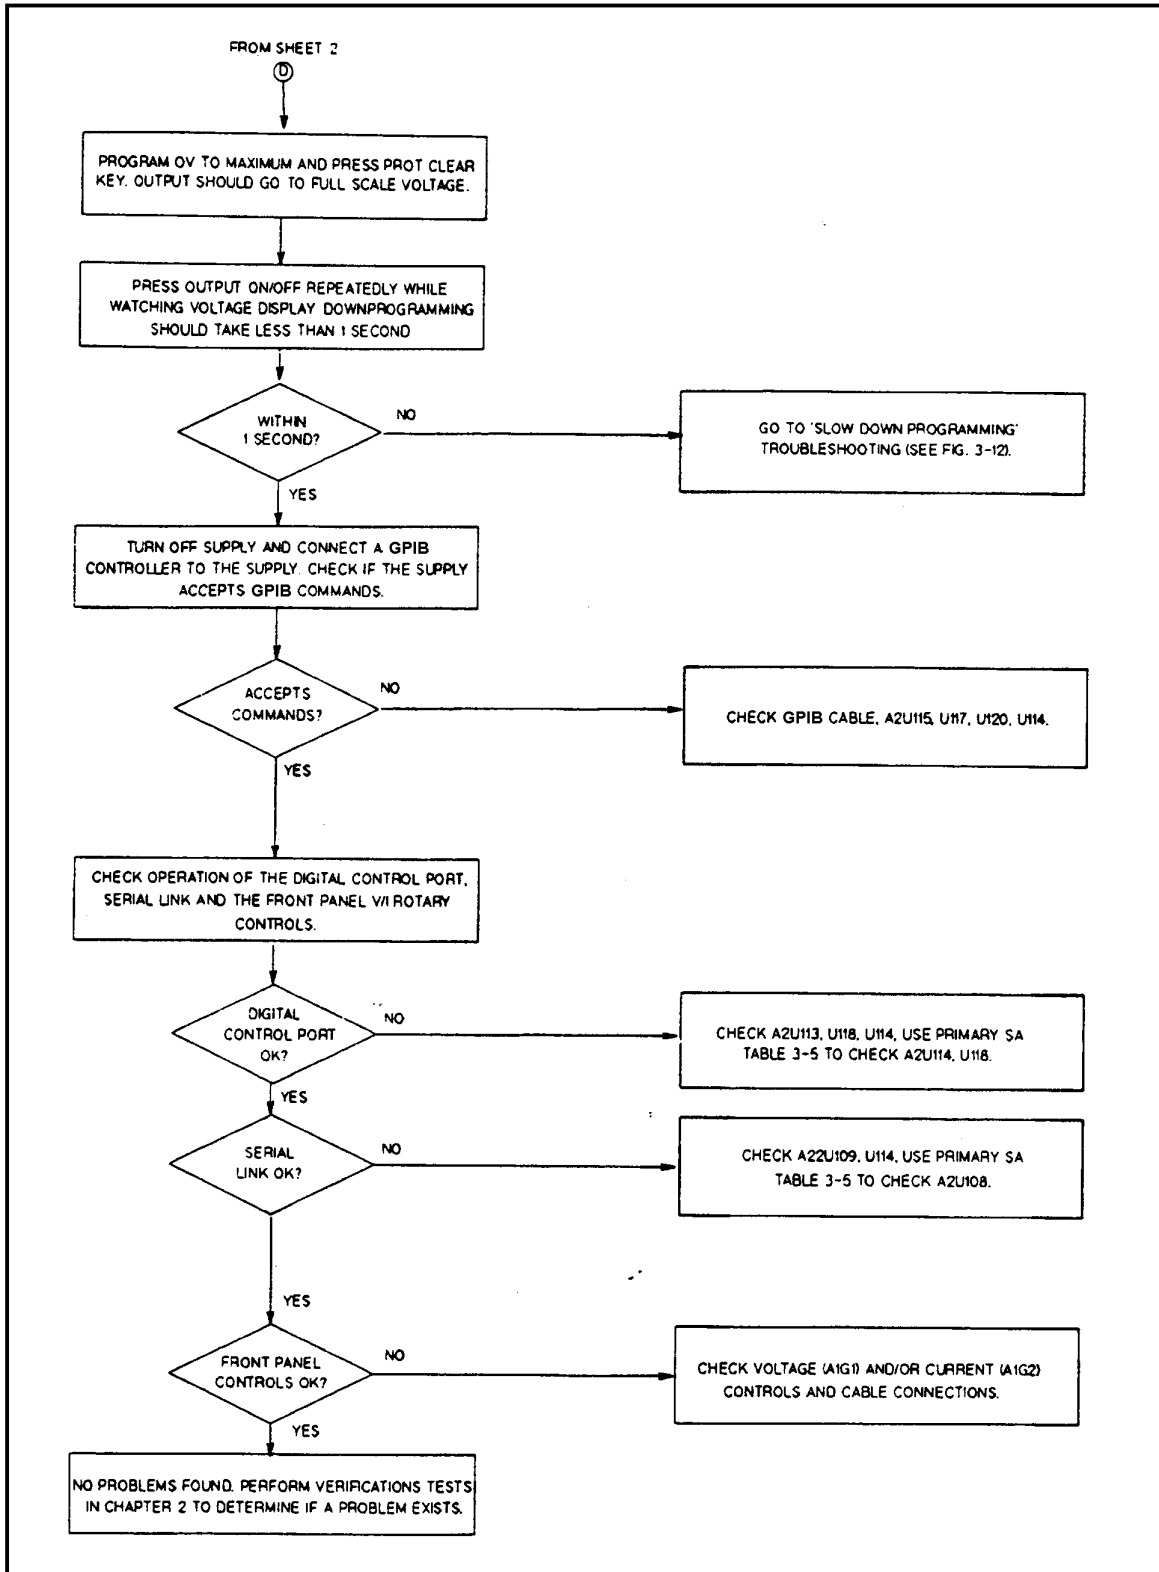 FROM SHEET 2
D
PROGRAM OV TO MAXIMUM AND PRESS PROT CLEAR
KEY. OUTPUT SHOULD GO TO FULL SCALE VOLTAGE.
PRESS OUTPUT ON/OFF REPEATEDLY WHILE
WATCHING VOLTAGE DISPLAY DOWNPROGRAMMING
SHOULD TAKE LESS THAN 1 SECOND
WITHIN
1 SECOND?
NO
GO TO 'SLOW DOWN PROGRAMMING'
TROUBLESHOOTING (SEE FIG. 3-12).
YES
TURN OFF SUPPLY AND CONNECT A GPIB
CONTROLLER TO THE SUPPLY. CHECK IF THE SUPPLY
ACCEPTS GPIB COMMANDS.
ACCEPTS
COMMANDS?
NO
CHECK GPIB CABLE, A2U115, U117, U120, U114.
YES
CHECK OPERATION OF THE DIGITAL CONTROL PORT,
SERIAL LINK AND THE FRONT PANEL V/I ROTARY
CONTROLS.
DIGITAL
CONTROL PORT
OK?
NO
CHECK A2U113, U118, U114, USE PRIMARY SA
TABLE 3-5 TO CHECK A2U114, U118.
YES
SERIAL
LINK OK?
NO
CHECK A22U109, U114, USE PRIMARY SA
TABLE 3-5 TO CHECK A2U108.
YES
FRONT PANEL
CONTROLS OK?
NO
CHECK VOLTAGE (A1G1) AND/OR CURRENT (A1G2)
CONTROLS AND CABLE CONNECTIONS.
YES
NO PROBLEMS FOUND. PERFORM VERIFICATIONS TESTS
IN CHAPTER 2 TO DETERMINE IF A PROBLEM EXISTS.